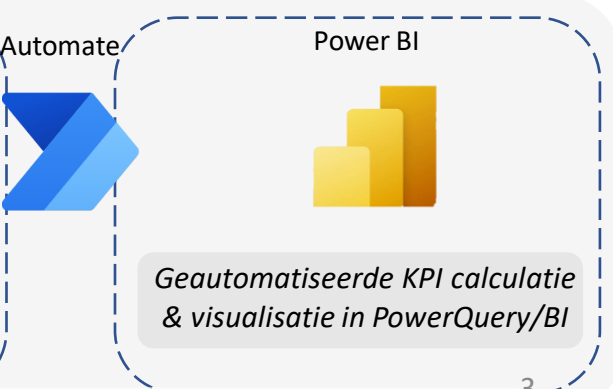 Automate
Power BI
Geautomatiseerde KPI calculatie
& visualisatie in PowerQuery/BI
3